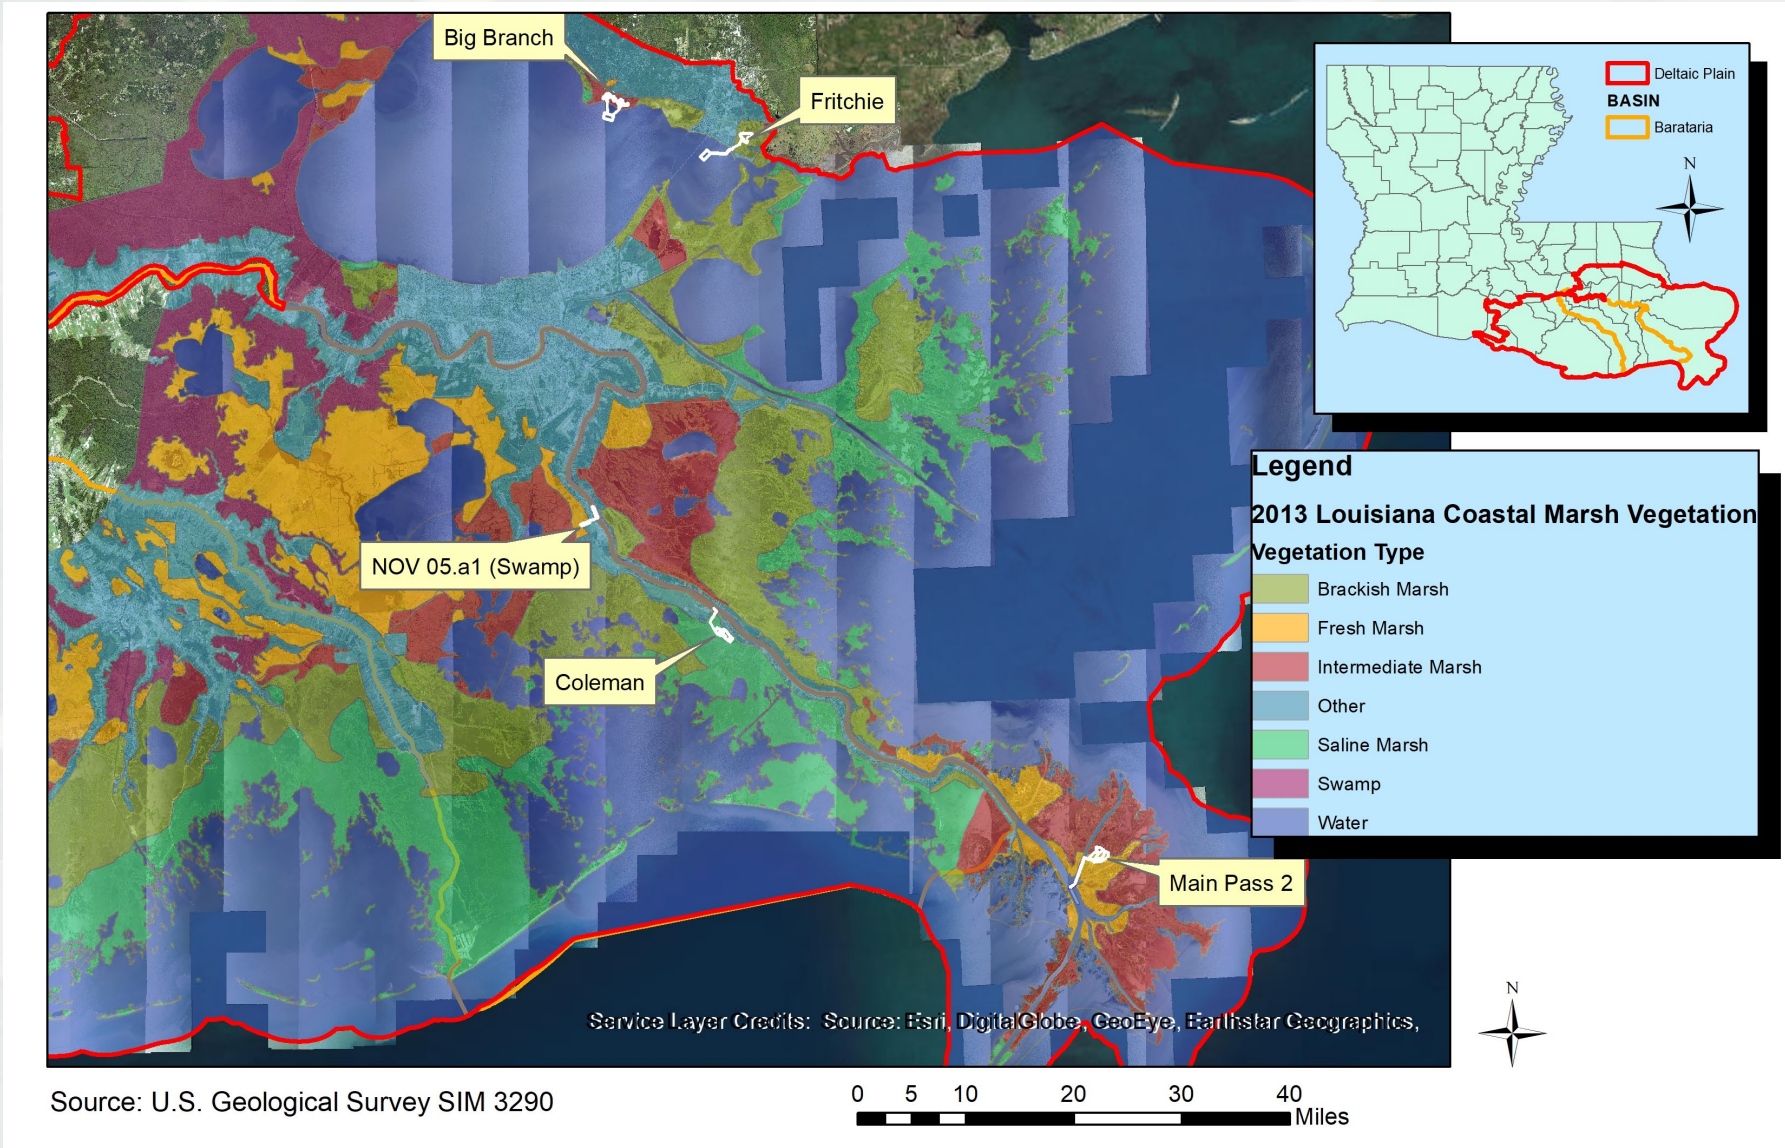 Big Branch
Fritchie
NOV 05.a1 (Swamp)
Coleman
Main Pass 2
Service Layer Credits: Source: Esri, DigitalGlobe, GeoEye, Earthstar Geographics,
Deltaic Plain
BASIN
Barataria
N
Legend
2013 Louisiana Coastal Marsh Vegetation
Vegetation Type
Brackish Marsh
Fresh Marsh
Intermediate Marsh
Other
Saline Marsh
Swamp
Water
N
Source: U.S. Geological Survey SIM 3290
0 5 10 20 30 40
Miles